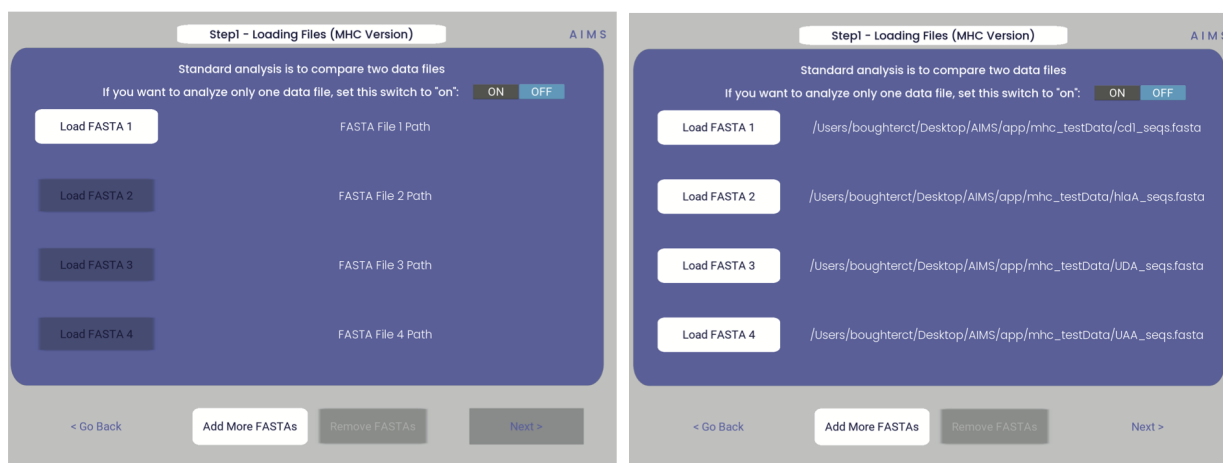 Step1 - Loading Files (MHC Version)
AIMS
Standard analysis is to compare two data files
If you want to analyze only one data file, set this switch to "on": ON OFF
Load FASTA 1 FASTA File 1 Path
Load FASTA 2 FASTA File 2 Path
Load FASTA 3 FASTA File 3 Path
Load FASTA 4 FASTA File 4 Path
< Go Back Add More FASTAs Remove FASTAs Next >
Step1 - Loading Files (MHC Version)
AIMS
Standard analysis is to compare two data files
If you want to analyze only one data file, set this switch to "on": ON OFF
Load FASTA 1 /Users/boughterct/Desktop/AIMS/app/mhc_testData/cd1_seqs.fasta
Load FASTA 2 /Users/boughterct/Desktop/AIMS/app/mhc_testData/hlaA_seqs.fasta
Load FASTA 3 /Users/boughterct/Desktop/AIMS/app/mhc_testData/UDA_seqs.fasta
Load FASTA 4 /Users/boughterct/Desktop/AIMS/app/mhc_testData/UAA_seqs.fasta
< Go Back Add More FASTAs Remove FASTAs Next >